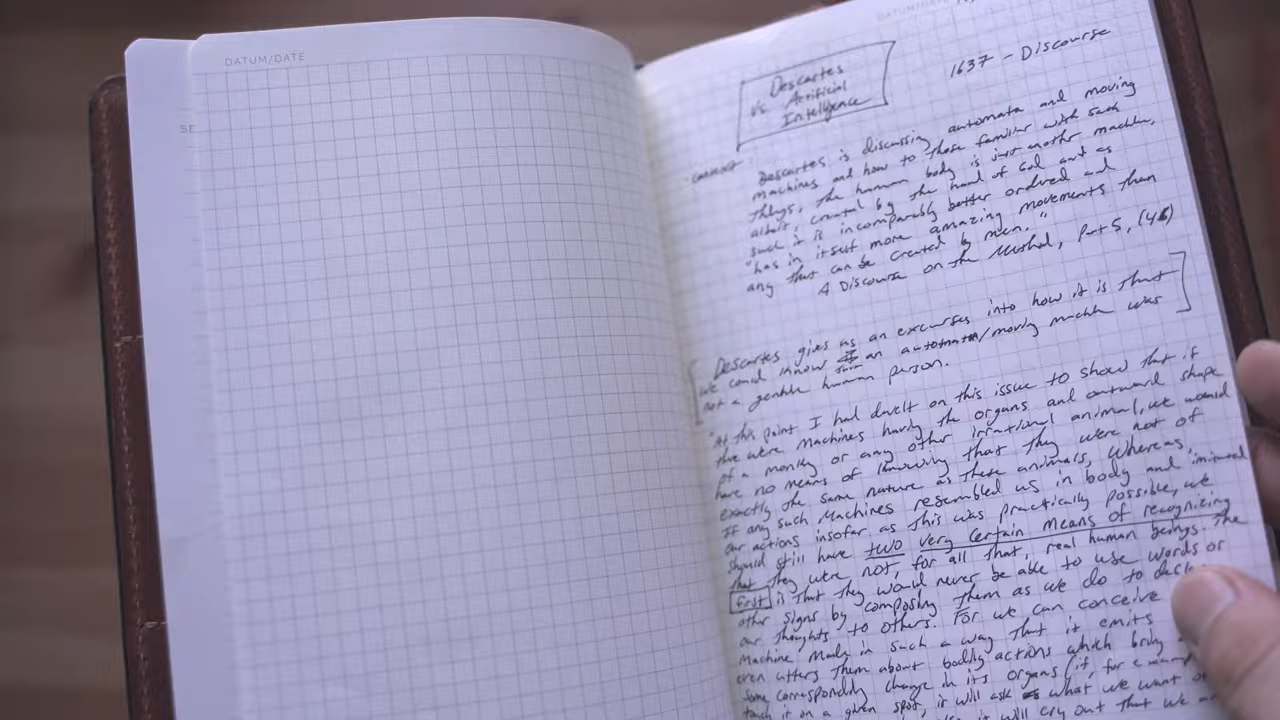 DATUM/DATE
SE
DATUM/DATE
Descartes
vs. Artificial
Intelligence
1637 - Discourse
- context
Descartes is discussing automata and moving
machines and how to those familiar with such
things, the human body is just another machine,
albeit, created by the hand of God and as
such it is incomparably better ordered and
"has in itself more amazing movements than
any that can be created by men."
A Discourse on the Method, Part 5, (46)
[Descartes gives us an excurses into how it is that
we could know an automaton/moving machine was
not a genuine human person.]
"At this point I had dwelt on this issue to show that if
there were machines having the organs and outward shape
of a monkey or any other irrational animal, we would
have no means of knowing that they were not of
exactly the same nature as these animals, whereas,
If any such machines resembled us in body and imitated
our actions insofar as this was practically possible, we
should still have two very certain means of recognizing
that they were not, for all that, real human beings. The
first is that they would never be able to use words or
other signs by composing them as we do to
our thoughts to others. For we can conceive
Machine made in such a way that it emits
even utters them about bodily actions which bring
some corresponding change in its organs (if, for example
touch it on a given spot, it will ask what we want
it will cry out that we